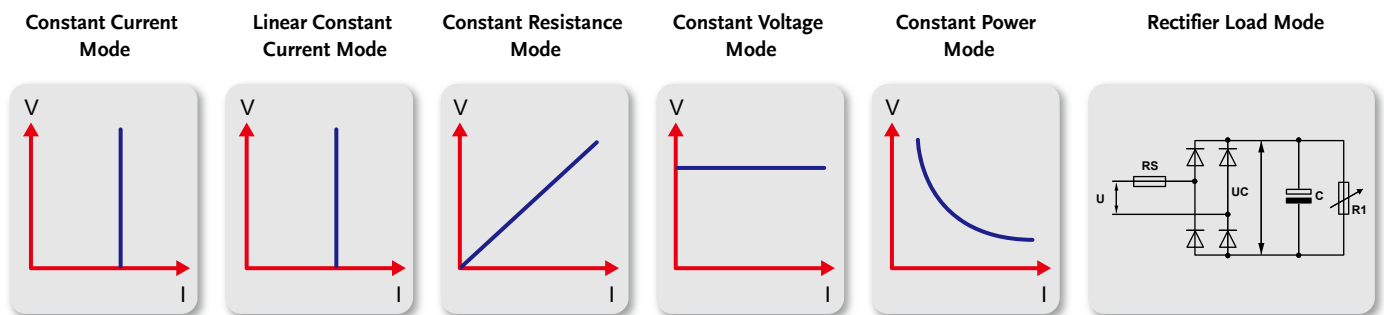 Constant Current
Mode
Linear Constant
Current Mode
Constant Resistance
Mode
Constant Voltage
Mode
Constant Power
Mode
Rectifier Load Mode
V
I
V
I
V
I
V
I
V
I
RS
U
UC
C
R1